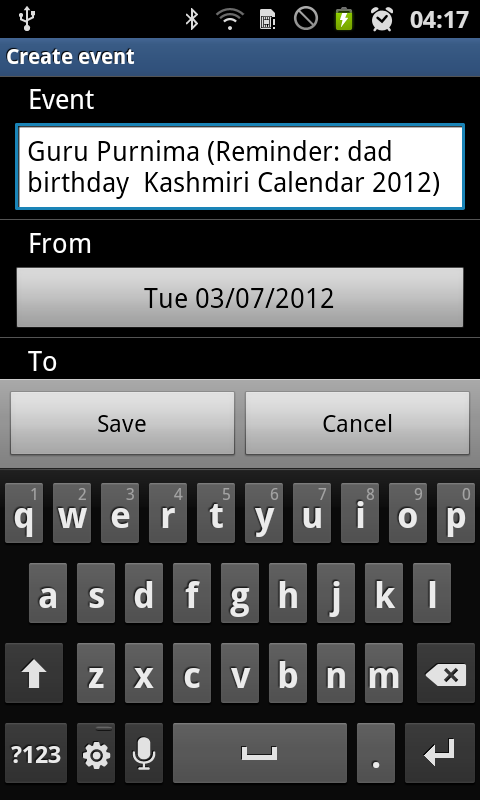 04:17
Create event
Event
Guru Purnima (Reminder: dad
birthday  Kashmiri Calendar 2012)
From
Tue 03/07/2012
To
Save Cancel
1 2 3 4 5 6 7 8 9 0
q w e r t y u i o p
a s d f g h j k l
z x c v b n m
?123 .